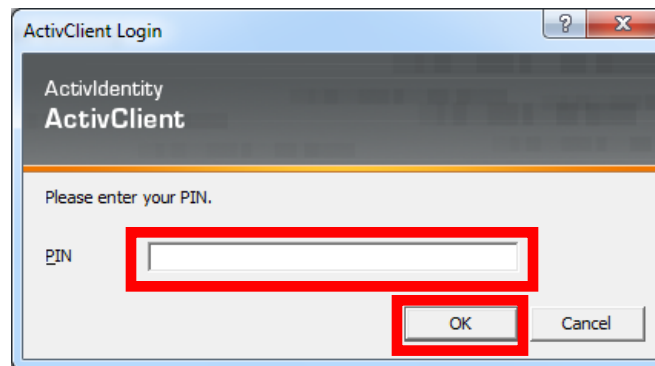 ActivClient Login
ActivIdentity
ActivClient
Please enter your PIN.
PIN
OK
Cancel